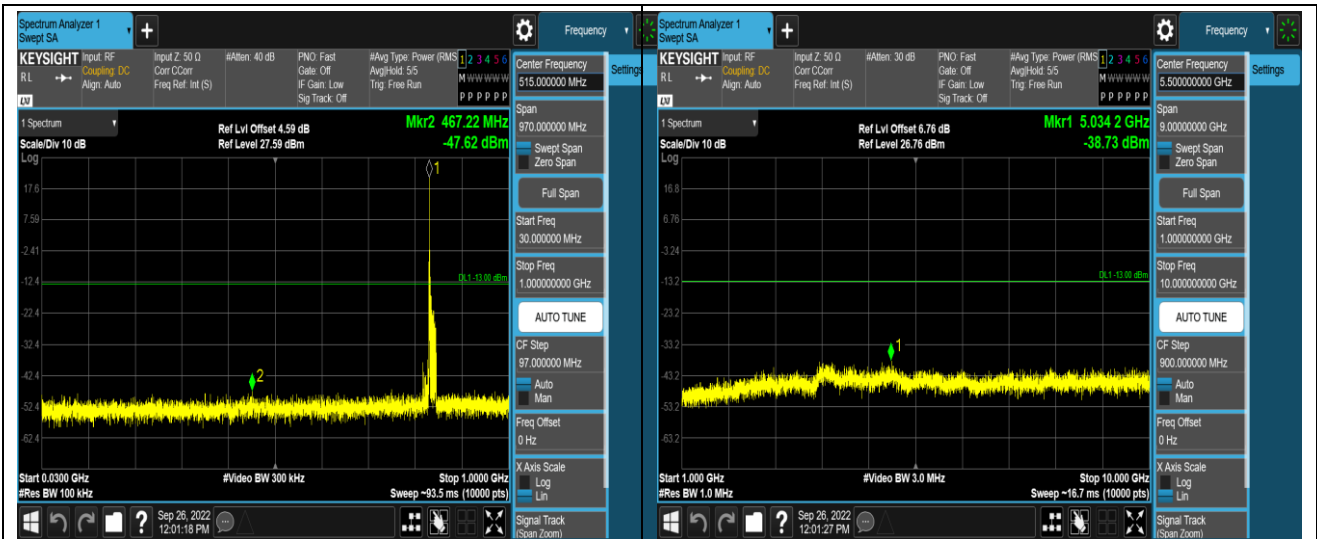 Spectrum Analyzer 1
Swept SA
+
Frequency
KEYSIGHT
RL
LXI
Input: RF
Coupling: DC
Align: Auto
Input Z: 50 Ω
Corr CCorr
Freq Ref: Int (S)
#Atten: 40 dB
PNO: Fast
Gate: Off
IF Gain: Low
Sig Track: Off
#Avg Type: Power (RMS
Avg|Hold: 5/5
Trig: Free Run
1 2 3 4 5 6
M W W W W W
P P P P P P
Center Frequency
515.000000 MHz
Settings
1 Spectrum
Scale/Div 10 dB
Log
Ref Lvl Offset 4.59 dB
Ref Level 27.59 dBm
Mkr2 467.22 MHz
-47.62 dBm
Span
970.000000 MHz
Swept Span
Zero Span
Full Span
Start Freq
30.000000 MHz
Stop Freq
1.000000000 GHz
AUTO TUNE
CF Step
97.000000 MHz
Auto
Man
Freq Offset
0 Hz
X Axis Scale
Log
Lin
Signal Track
(Span Zoom)
1
17.6
7.59
-2.41
DL1 -13.00 dBm
-12.4
-22.4
-32.4
-42.4
2
-52.4
-62.4
Start 0.0300 GHz
#Res BW 100 kHz
#Video BW 300 kHz
Stop 1.0000 GHz
Sweep ~93.5 ms (10000 pts)
?
Sep 26, 2022
12:01:18 PM
Spectrum Analyzer 1
Swept SA
+
Frequency
KEYSIGHT
RL
LXI
Input: RF
Coupling: DC
Align: Auto
Input Z: 50 Ω
Corr CCorr
Freq Ref: Int (S)
#Atten: 30 dB
PNO: Fast
Gate: Off
IF Gain: Low
Sig Track: Off
#Avg Type: Power (RMS
Avg|Hold: 5/5
Trig: Free Run
1 2 3 4 5 6
M W W W W W
P P P P P P
Center Frequency
5.500000000 GHz
Settings
1 Spectrum
Scale/Div 10 dB
Log
Ref Lvl Offset 6.76 dB
Ref Level 26.76 dBm
Mkr1 5.034 2 GHz
-38.73 dBm
Span
9.00000000 GHz
Swept Span
Zero Span
Full Span
Start Freq
1.000000000 GHz
Stop Freq
10.000000000 GHz
AUTO TUNE
CF Step
900.000000 MHz
Auto
Man
Freq Offset
0 Hz
X Axis Scale
Log
Lin
Signal Track
(Span Zoom)
16.8
6.76
-3.24
DL1 -13.00 dBm
-13.2
-23.2
-33.2
1
-43.2
-53.2
-63.2
Start 1.000 GHz
#Res BW 1.0 MHz
#Video BW 3.0 MHz
Stop 10.000 GHz
Sweep ~16.7 ms (10000 pts)
?
Sep 26, 2022
12:01:27 PM